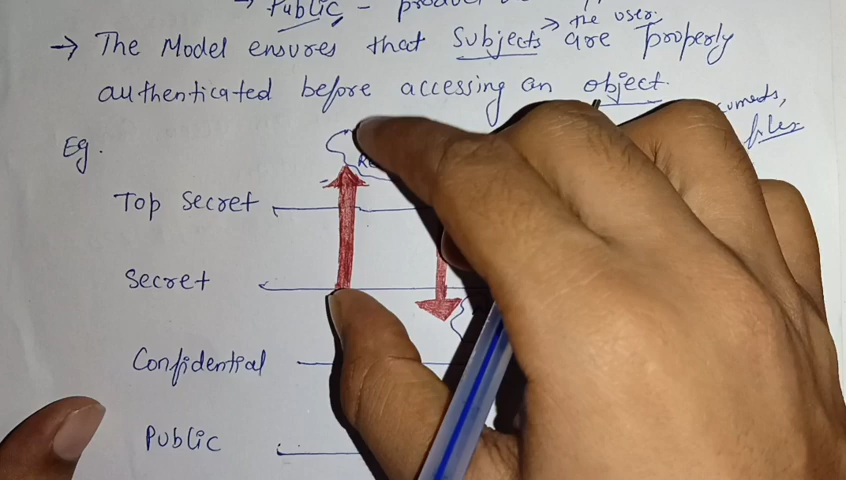 → Public - produc
→ The Model ensures that subjects > the user. are properly
authenticated before accessing an object.
files
Eg.
Top secret
Secret
Confidential
Public